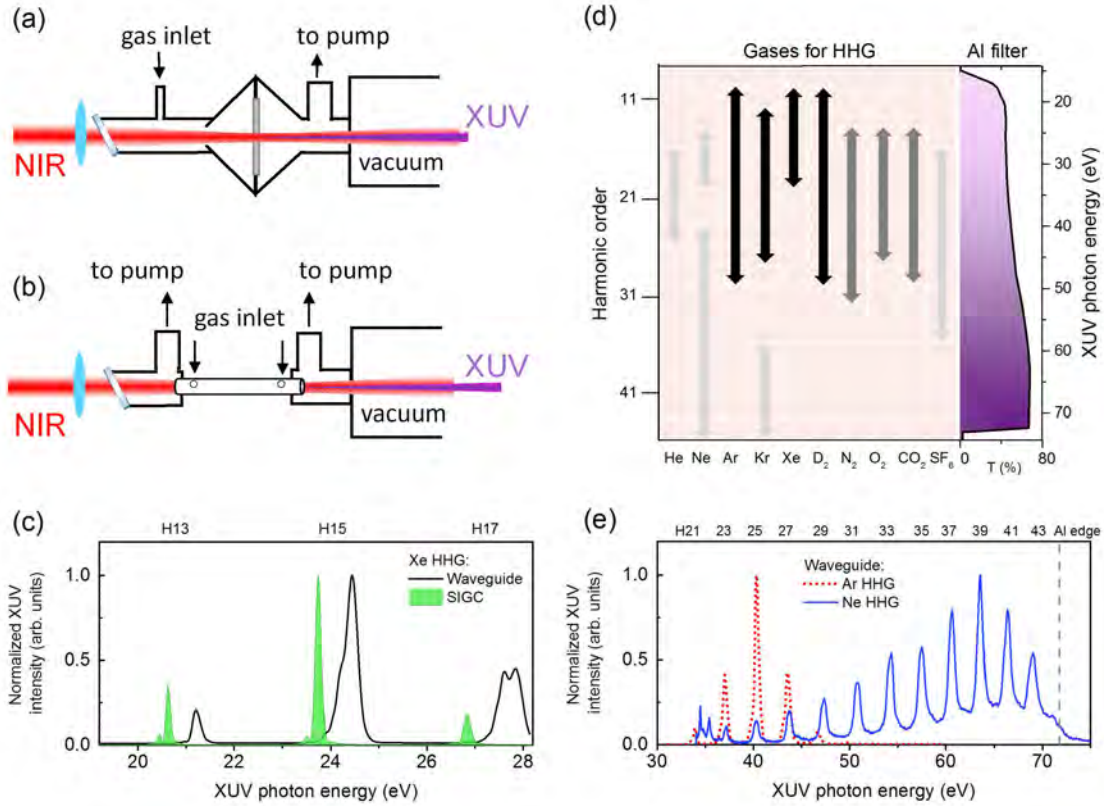 (a)
gas inlet
to pump
NIR
XUV
vacuum
(b)
to pump
to pump
gas inlet
NIR
XUV
vacuum
(c)
H13
H15
H17
Normalized XUV
intensity (arb. units)
1.0
0.5
0.0
Xe HHG:
Waveguide
SIGC
20
22
24
26
28
XUV photon energy (eV)
(d)
Gases for HHG
Al filter
Harmonic order
11
21
31
41
20
30
40
50
60
70
XUV photon energy (eV)
He
Ne
Ar
Kr
Xe
D2
N2
O2
CO2
SF6
0
T (%)
80
(e)
H21
23
25
27
29
31
33
35
37
39
41
43
Al edge
Normalized XUV
intensity (arb. units)
1.0
0.5
0.0
Waveguide:
Ar HHG
Ne HHG
30
40
50
60
70
XUV photon energy (eV)